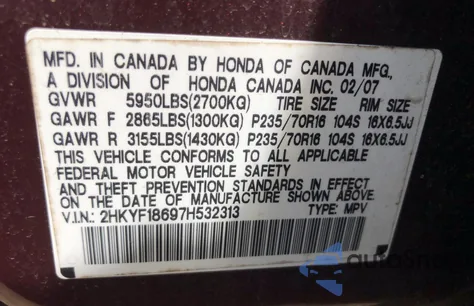 MFD. IN CANADA BY HONDA OF CANADA MFG.,
A DIVISION OF HONDA CANADA INC. 02/07
GVWR 5950LBS(2700KG) TIRE SIZE RIM SIZE
GAWR F 2865LBS(1300KG) P235/70R16 104S 16X6.5JJ
GAWR R 3155LBS(1430KG) P235/70R16 104S 16X6.5JJ
THIS VEHICLE CONFORMS TO ALL APPLICABLE
FEDERAL MOTOR VEHICLE SAFETY
AND THEFT PREVENTION STANDARDS IN EFFECT
ON THE DATE OF MANUFACTURE SHOWN ABOVE.
V.I.N.: 2HKYF18697H532313 TYPE: MPV